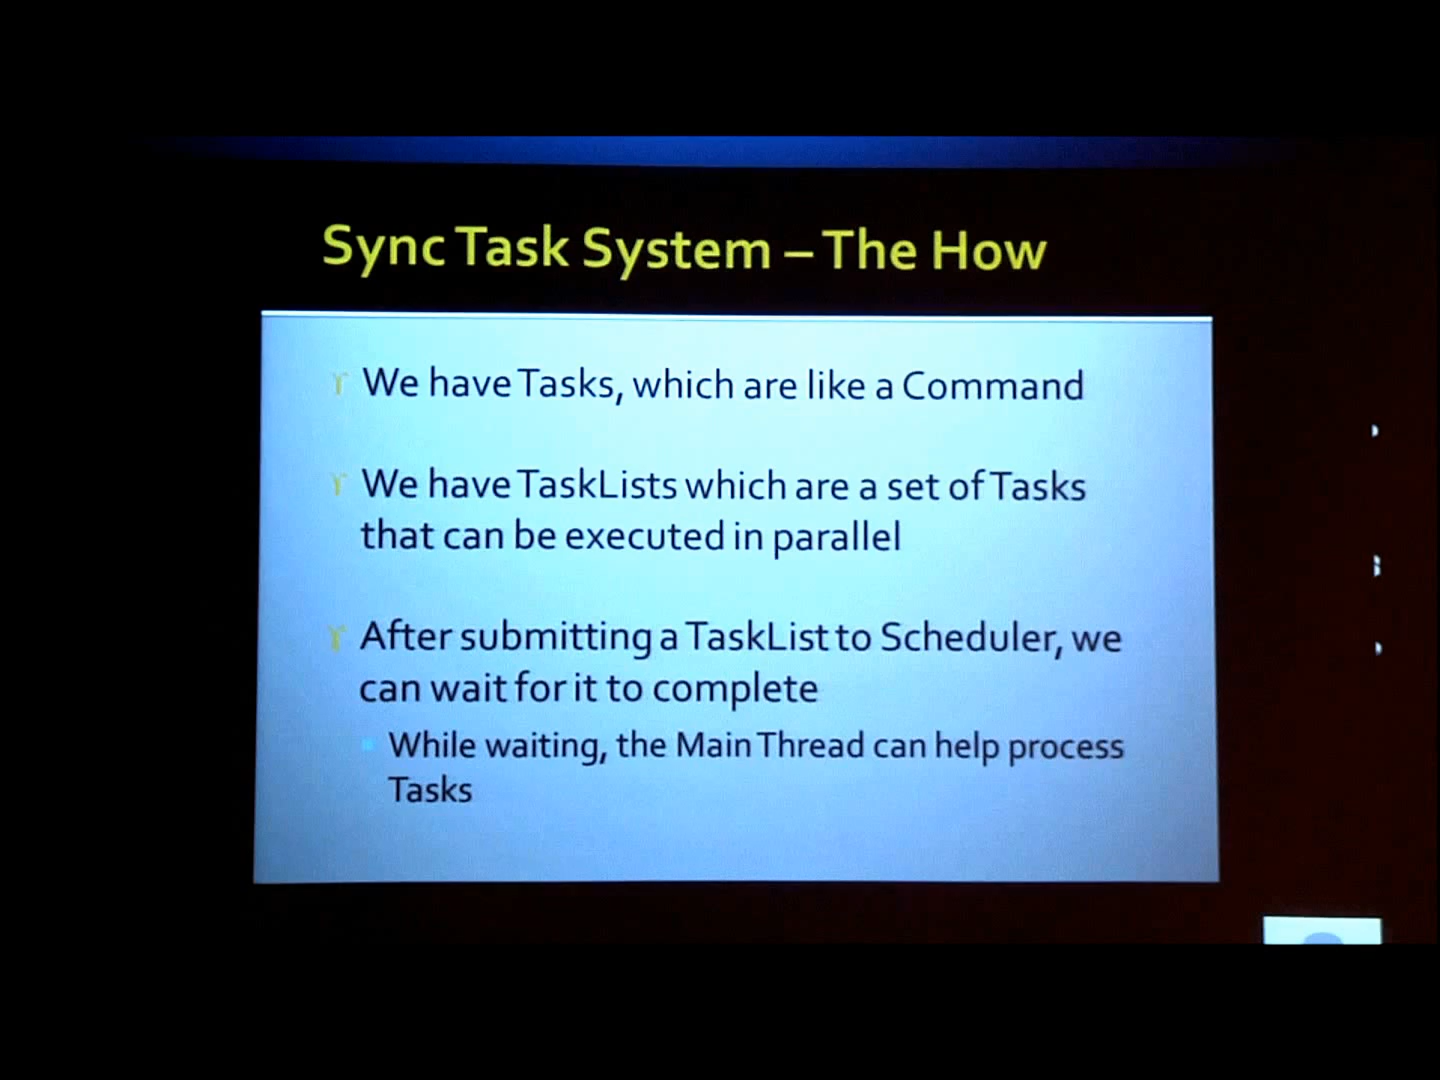 Sync Task System – The How
We have Tasks, which are like a Command
We have TaskLists which are a set of Tasks
that can be executed in parallel
After submitting a TaskList to Scheduler, we
can wait for it to complete
While waiting, the Main Thread can help process
Tasks